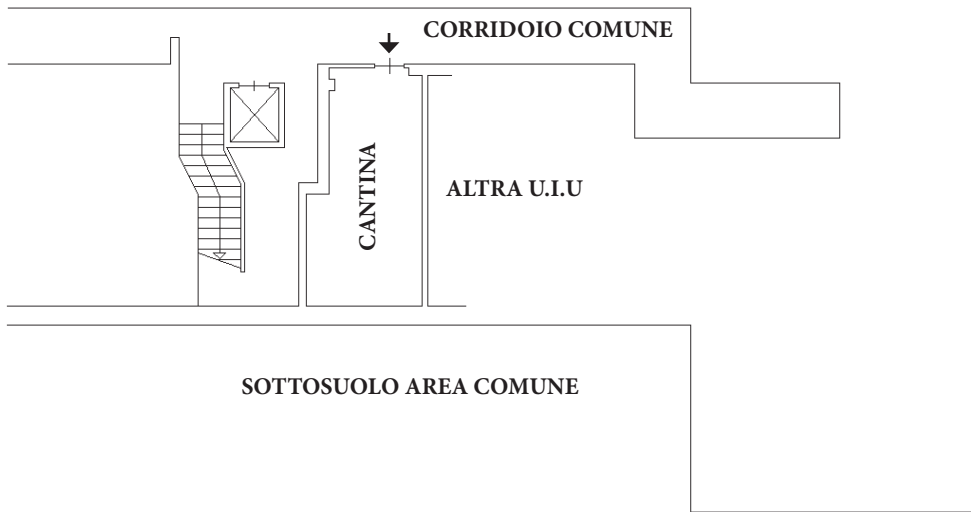 CORRIDOIO COMUNE
CANTINA
ALTRA U.I.U
SOTTOSUOLO AREA COMUNE